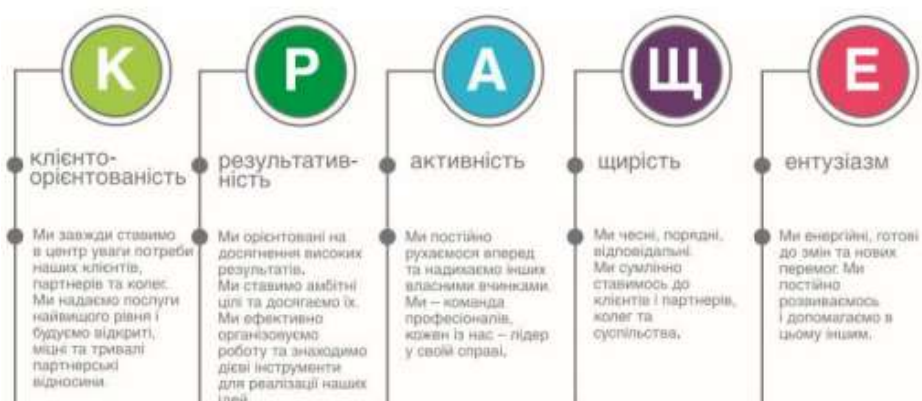 К
клієнто-
орієнтованість
Ми завжди ставимо
в центр уваги потреби
наших клієнтів,
партнерів та колег.
Ми надаємо послуги
найвищого рівня і
будуємо відкриті,
міцні та тривалі
партнерські
відносини.
Р
результатив-
ність
Ми орієнтовані на
досягнення високих
результатів.
Ми ставимо амбітні
цілі та досягаємо їх.
Ми ефективно
організовуємо
роботу та знаходимо
дієві інструменти
для реалізації наших
ідей.
А
активність
Ми постійно
рухаємося вперед
та надихаємо інших
власними вчинками.
Ми – команда
професіоналів,
кожен із нас – лідер
у своїй справі.
Щ
щирість
Ми чесні, порядні,
відповідальні.
Ми сумлінно
ставимось до
клієнтів і партнерів,
колег та
суспільства.
Е
ентузіазм
Ми енергійні, готові
до змін та нових
перемог. Ми
постійно
розвиваємось
і допомагаємо в
цьому іншим.